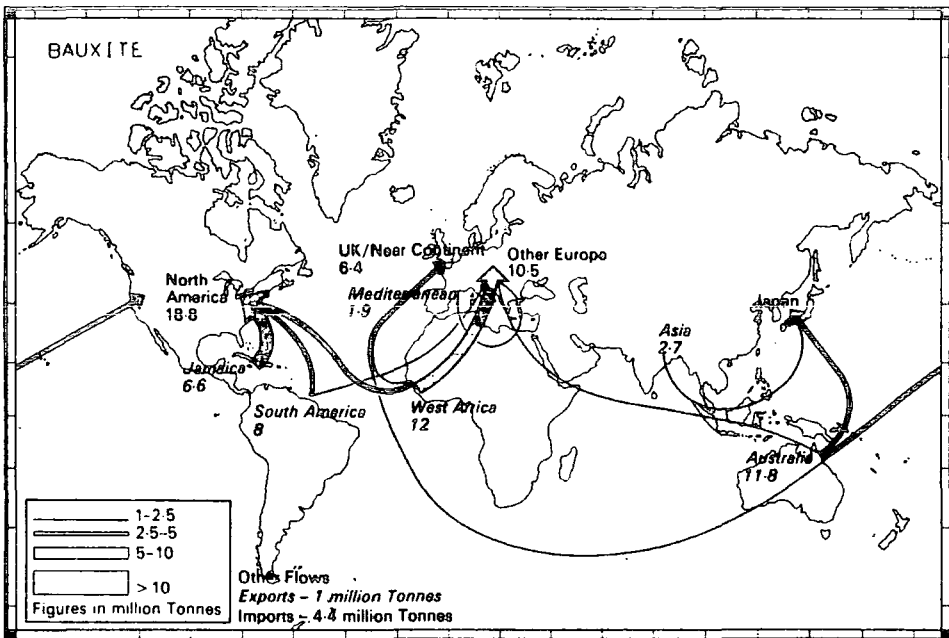 BAUXITE
UK/Near Continent
6·4
Other Europe
10·5
North
America
18·8
Mediterranean
1·9
Japan
Asia
2·7
Jamaica
6·6
South America
8
West Africa
12
Australia
11·8
1-2·5
2·5-5
5-10
> 10
Figures in million Tonnes
Other Flows
Exports - 1 million Tonnes
Imports - 4·4 million Tonnes